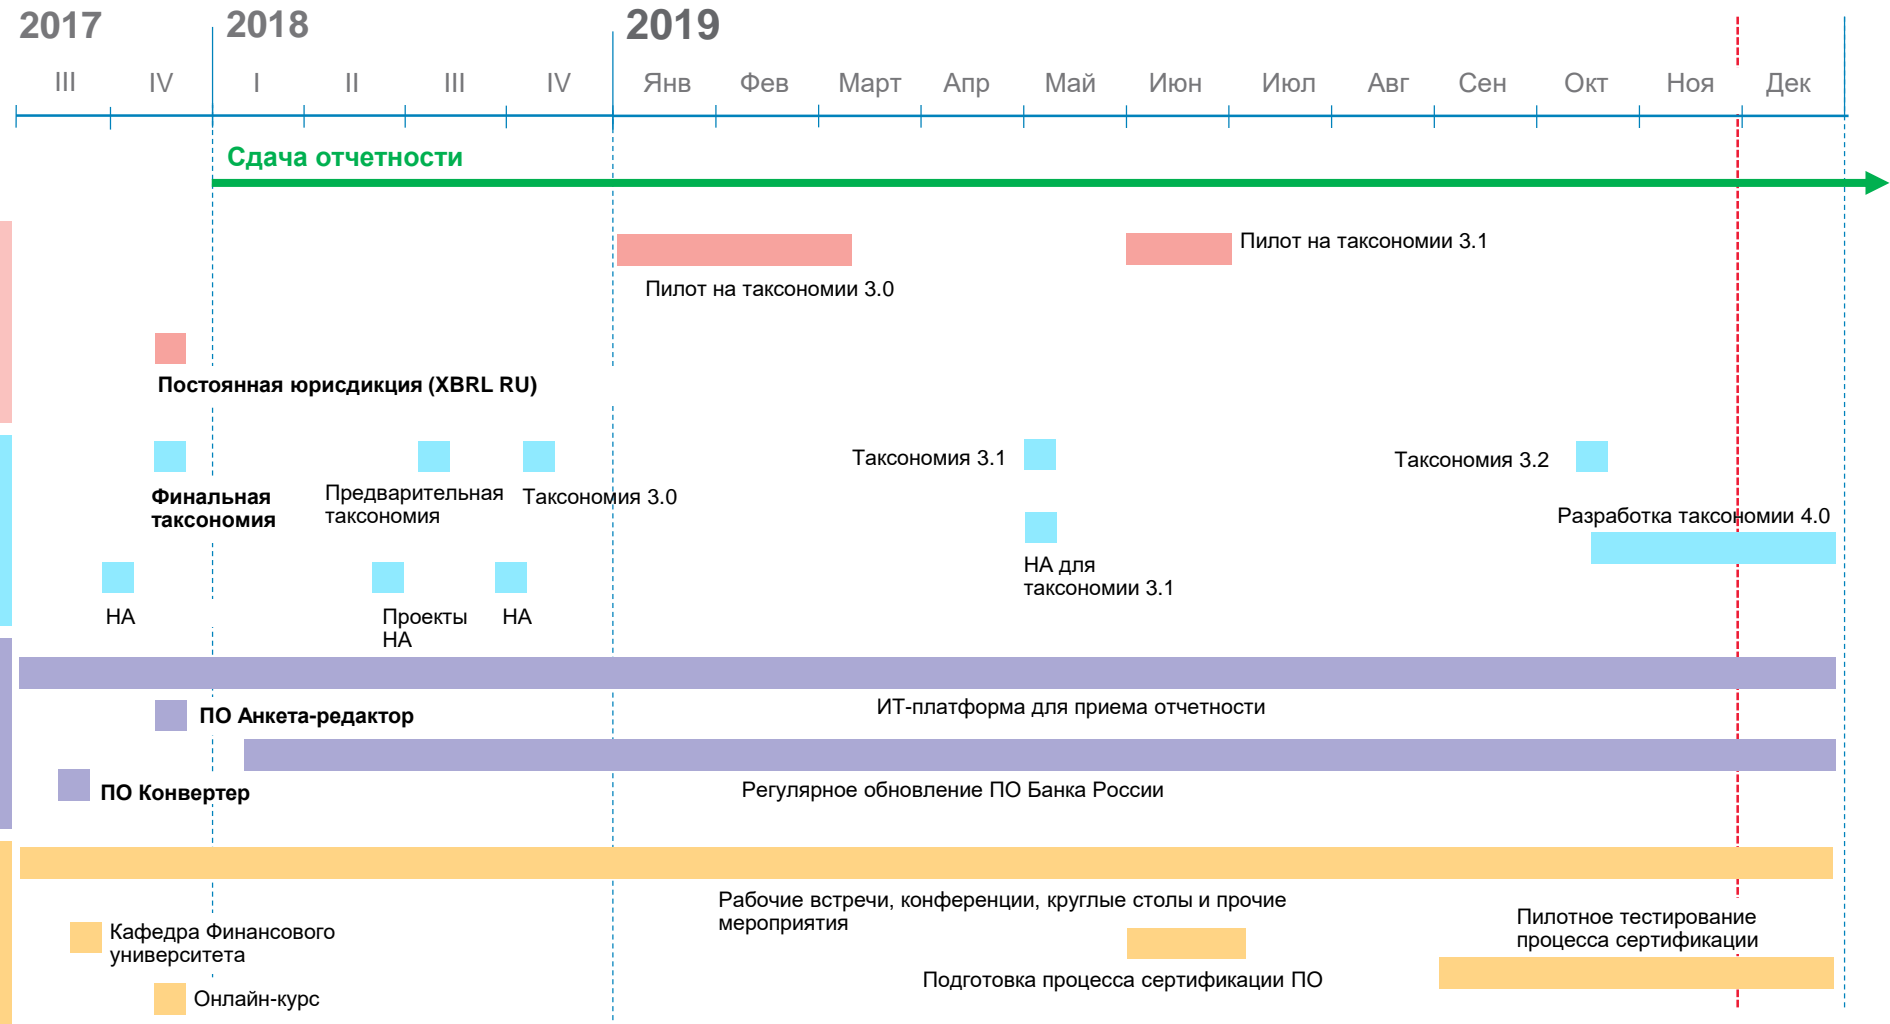 2017
2018
2019
III
IV
I
II
III
IV
Янв
Фев
Март
Апр
Май
Июн
Июл
Авг
Сен
Окт
Ноя
Дек
Сдача отчетности
Пилот на таксономии 3.1
Пилот на таксономии 3.0
Постоянная юрисдикция (XBRL RU)
Таксономия 3.1
Таксономия 3.2
Финальная
таксономия
Предварительная
таксономия
Таксономия 3.0
Разработка таксономии 4.0
НА для
таксономии 3.1
НА
Проекты
НА
НА
ИТ-платформа для приема отчетности
ПО Анкета-редактор
Регулярное обновление ПО Банка России
ПО Конвертер
Рабочие встречи, конференции, круглые столы и прочие
мероприятия
Пилотное тестирование
процесса сертификации
Кафедра Финансового
университета
Подготовка процесса сертификации ПО
Онлайн-курс